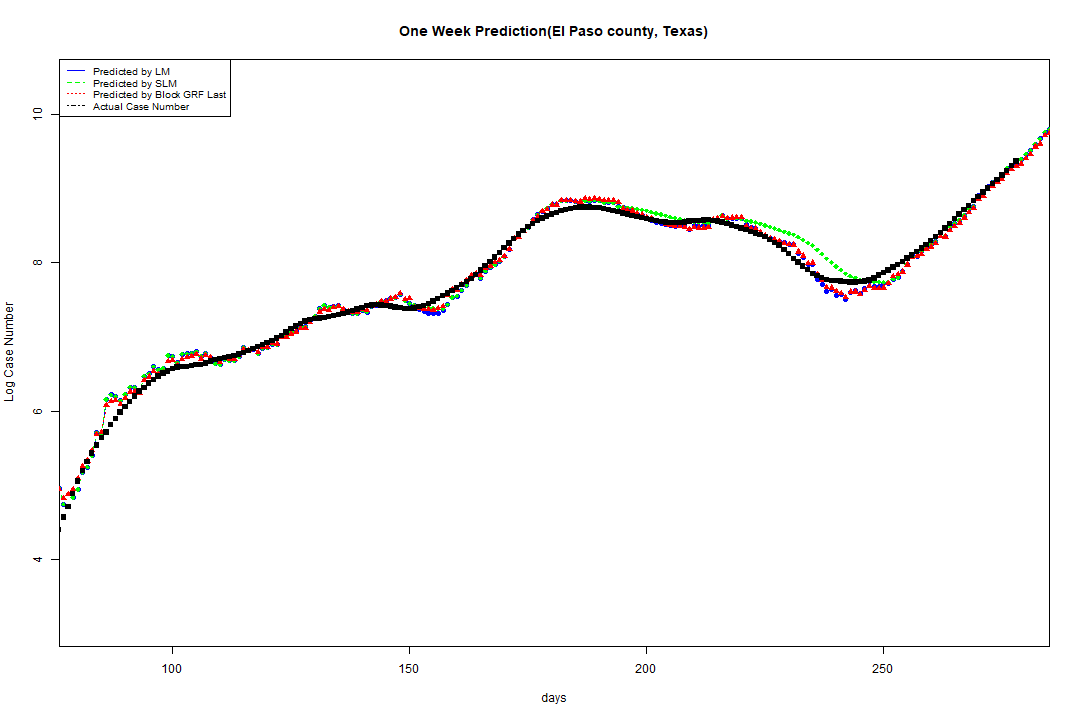 One Week Prediction(El Paso county, Texas)
Predicted by LM
Predicted by SLM
Predicted by Block GRF Last
Actual Case Number
10
8
6
4
Log Case Number
100 150 200 250
days